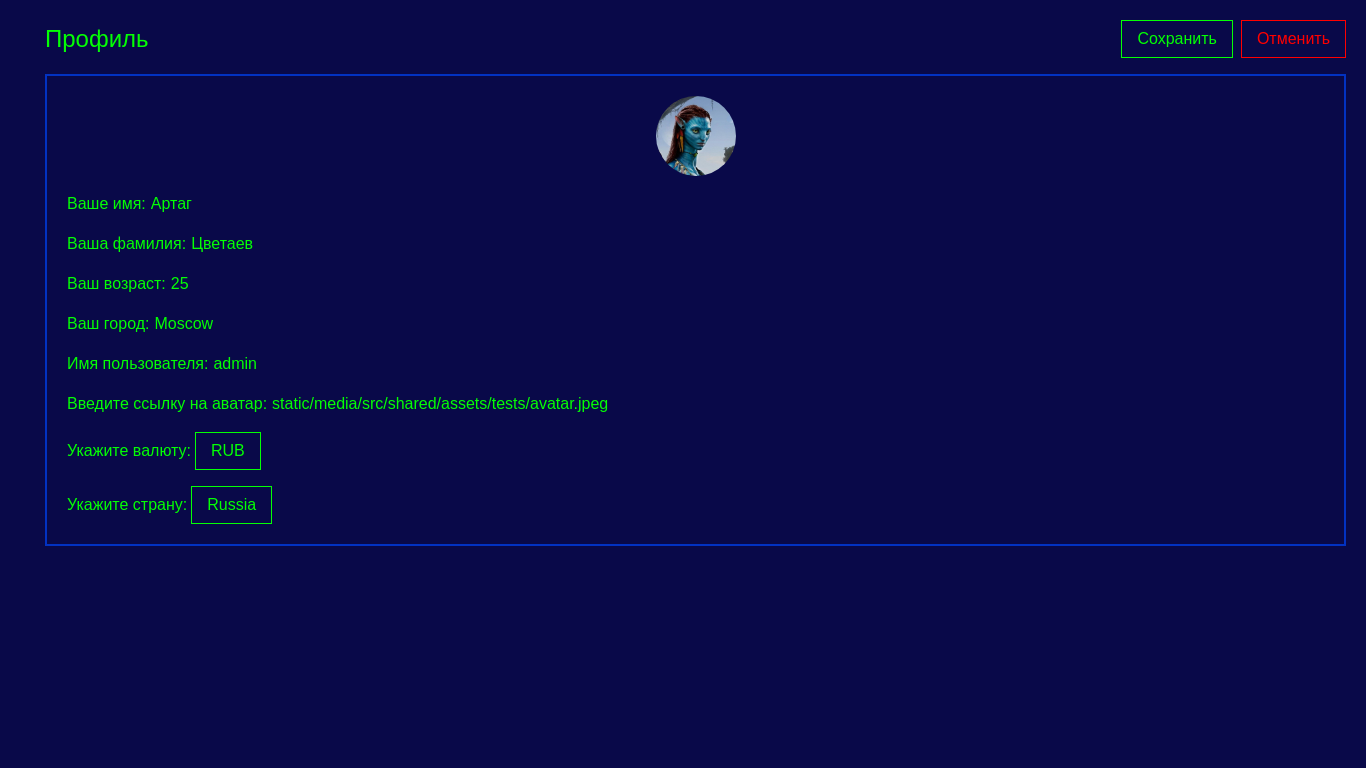 Профиль
Сохранить
Отменить
Ваше имя: Артаг
Ваша фамилия: Цветаев
Ваш возраст: 25
Ваш город: Moscow
Имя пользователя: admin
Введите ссылку на аватар: static/media/src/shared/assets/tests/avatar.jpeg
Укажите валюту: RUB
Укажите страну: Russia